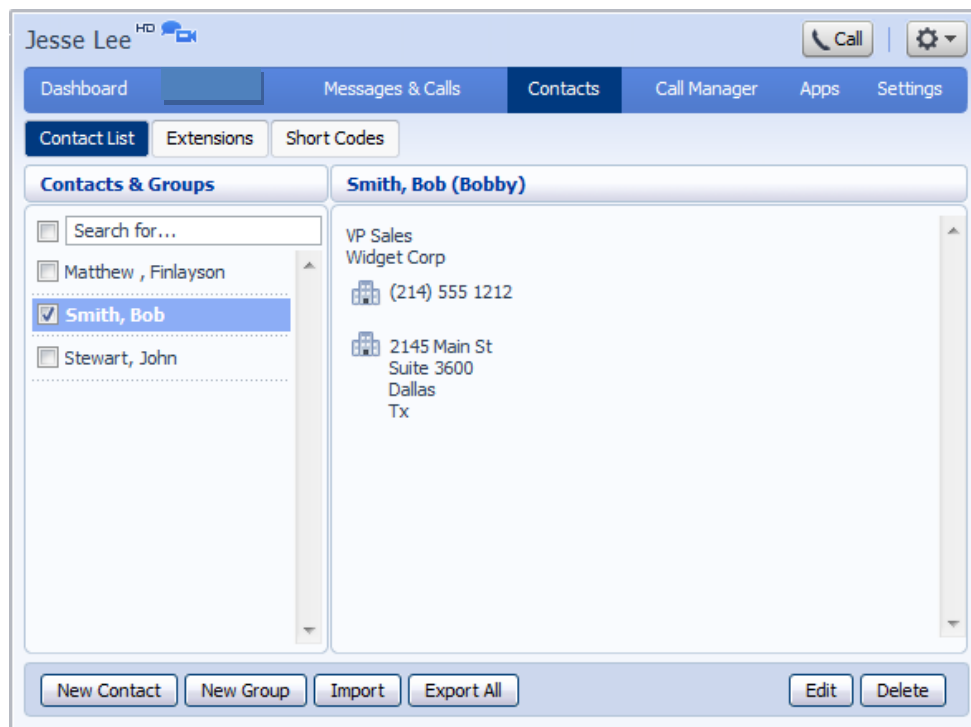 Jesse Lee HD
Call
Dashboard Messages & Calls Contacts Call Manager Apps Settings
Contact List Extensions Short Codes
Contacts & Groups
Search for...
Matthew , Finlayson
Smith, Bob
Stewart, John
Smith, Bob (Bobby)
VP Sales
Widget Corp
(214) 555 1212
2145 Main St
Suite 3600
Dallas
Tx
New Contact New Group Import Export All Edit Delete